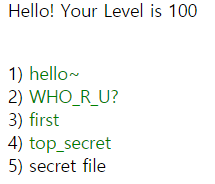 Hello! Your Level is 100
1) hello~
2) WHO_R_U?
3) first
4) top_secret
5) secret file